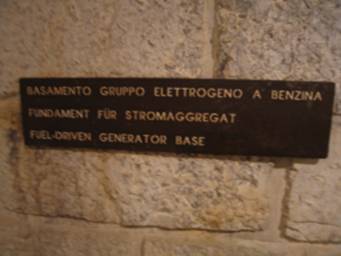 BASAMENTO GRUPPO ELETTROGENO A' BENZINA
FUNDAMENT FÜR STROMAGGREGAT
FUEL-DRIVEN GENERATOR BASE